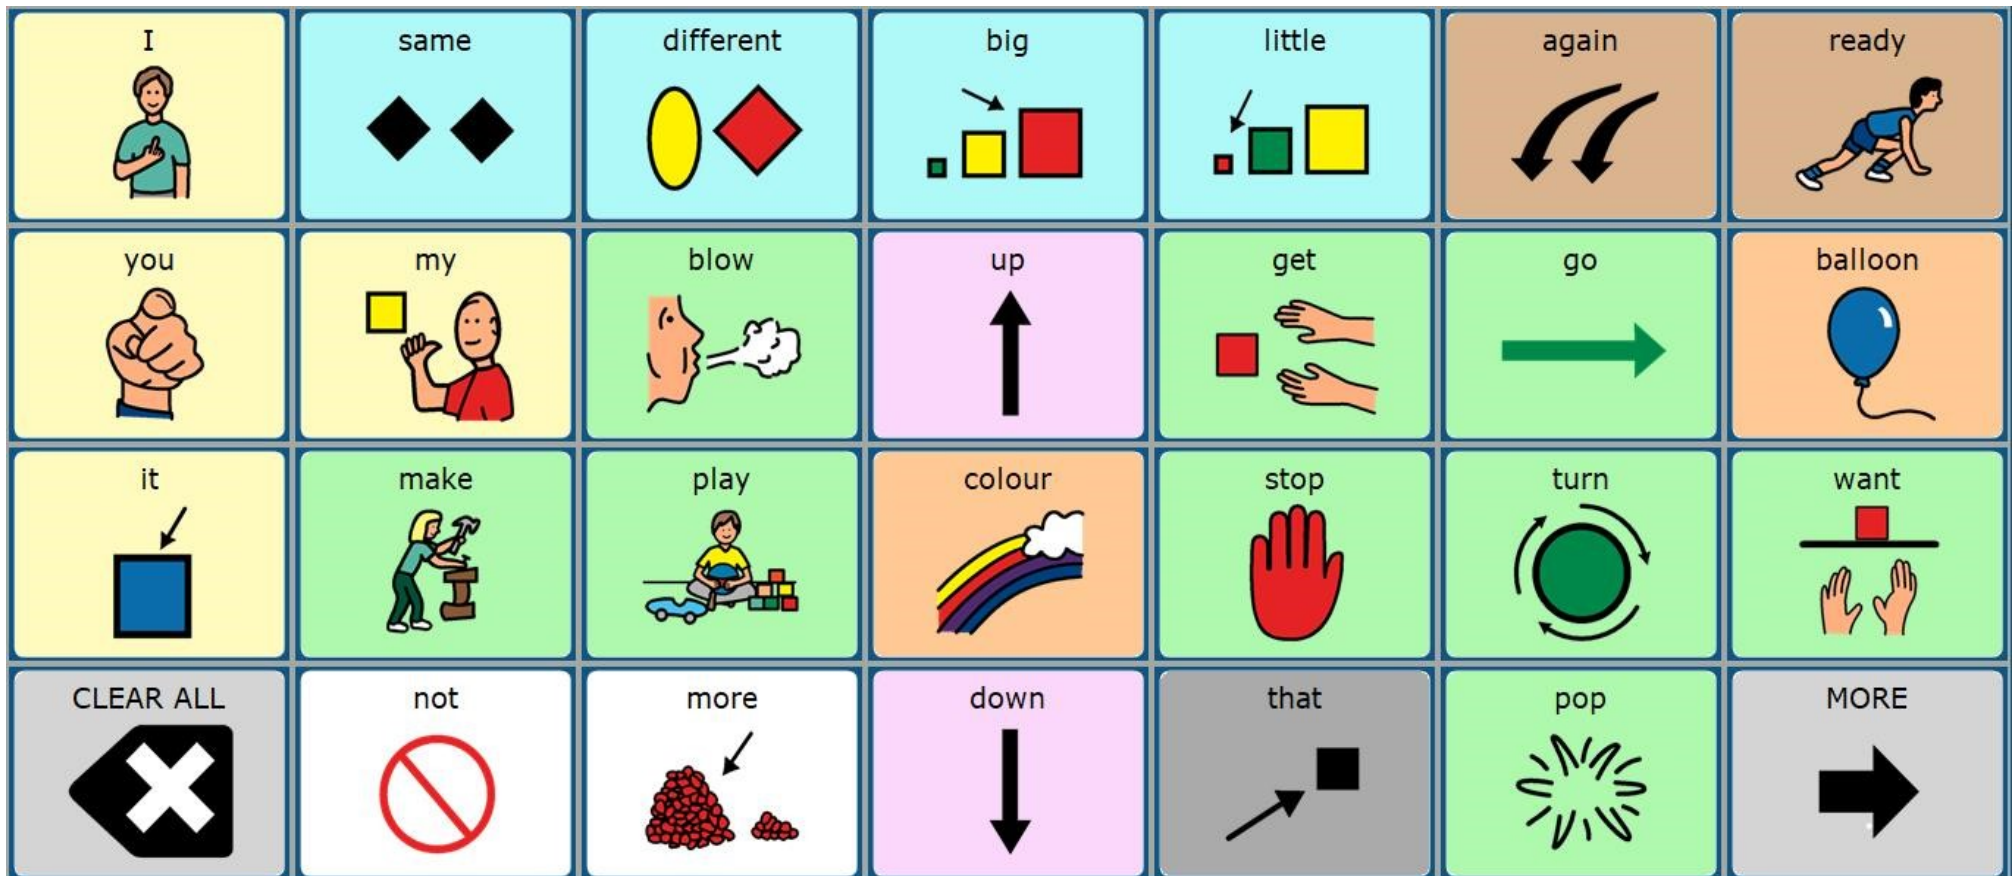 I
same
different
big
little
again
ready
you
my
blow
up
get
go
balloon
it
make
play
colour
stop
turn
want
CLEAR ALL
not
more
down
that
pop
MORE